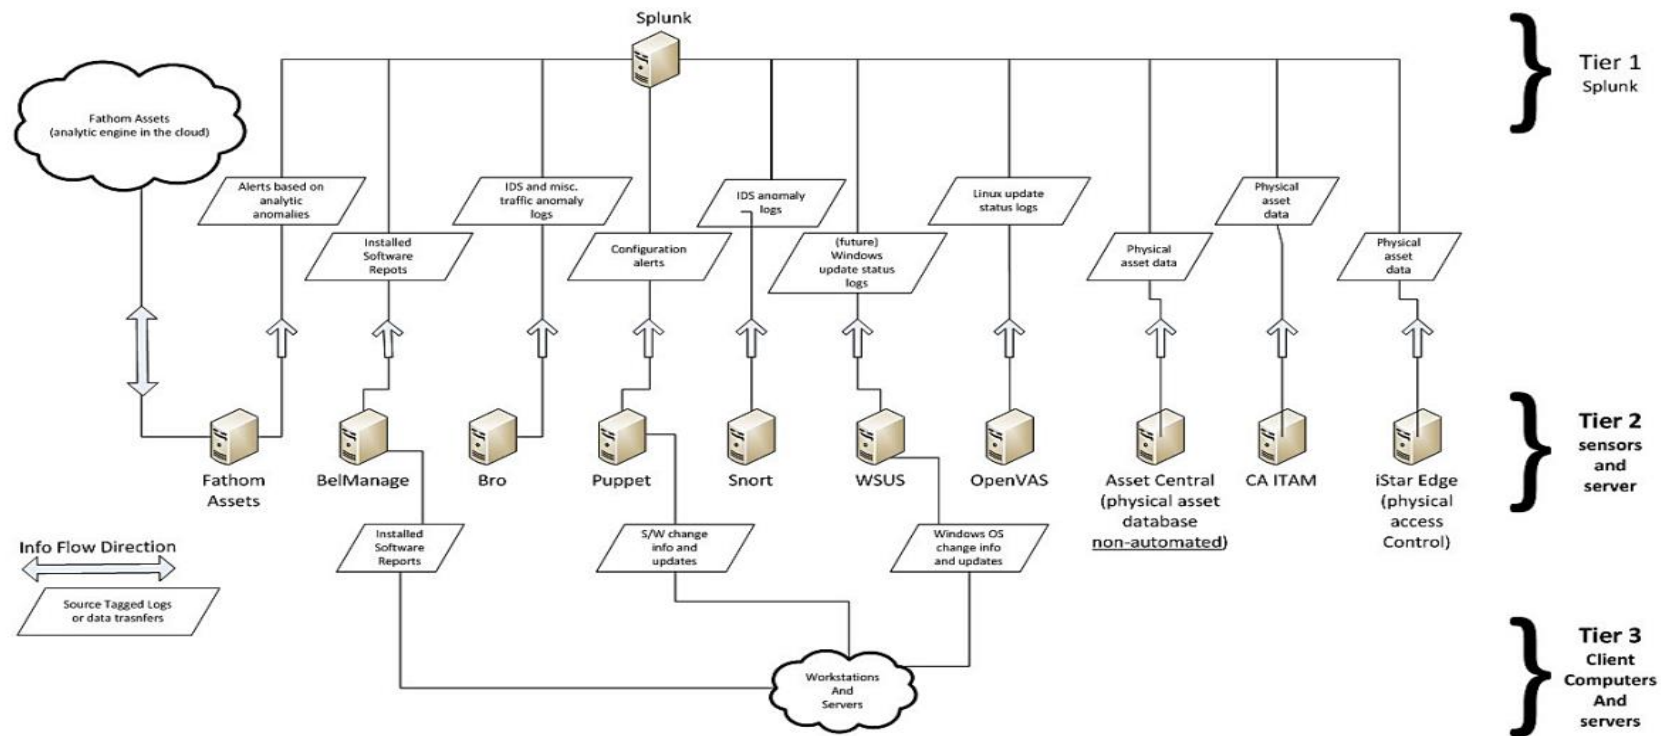 Splunk
Tier 1
Splunk
Fathom Assets
(analytic engine in the cloud)
Alerts based on
analytic
anomalies
IDS and misc.
traffic anomaly
logs
IDS anomaly
logs
Linux update
status logs
Physical
asset
data
Installed
Software
Repots
Configuration
alerts
(future)
Windows
update status
logs
Physical
asset data
Physical
asset
data
Fathom
Assets
BelManage
Bro
Puppet
Snort
WSUS
OpenVAS
Asset Central
(physical asset
database
non-automated)
CA ITAM
iStar Edge
(physical
access
Control)
Tier 2
sensors
and
server
Installed
Software
Reports
S/W change
info and
updates
Windows OS
change info
and updates
Info Flow Direction
Source Tagged Logs
or data trasnfers
Workstations
And
Servers
Tier 3
Client
Computers
And
servers